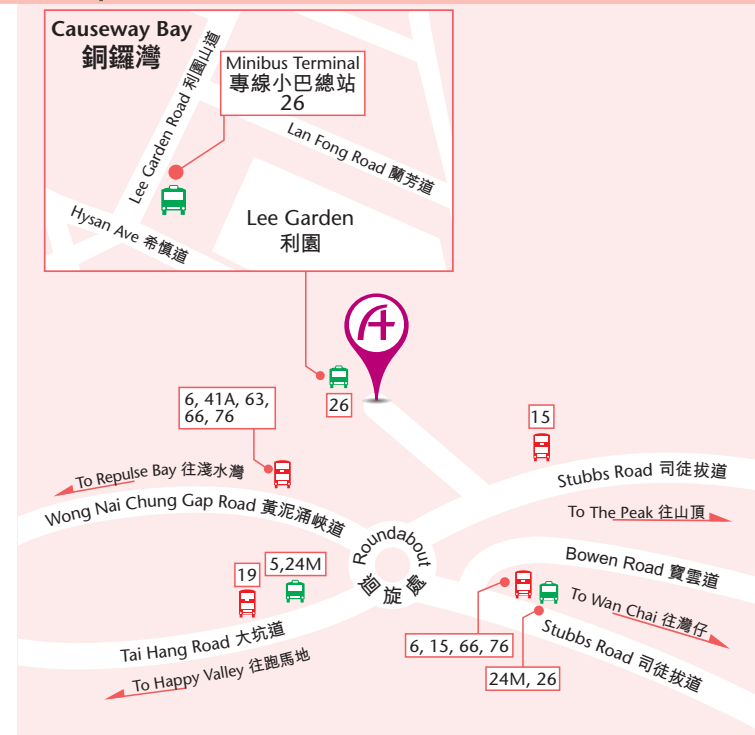 Causeway Bay
銅鑼灣
Minibus Terminal
專線小巴總站
26
Lee Garden Road 利園山道
Lan Fong Road 蘭芳道
Hysan Ave 希慎道
Lee Garden
利園
26
6, 41A, 63,
66, 76
15
To Repulse Bay 往淺水灣
Wong Nai Chung Gap Road 黃泥涌峽道
Stubbs Road 司徒拔道
To The Peak 往山頂
Roundabout
迴旋處
Bowen Road 寶雲道
19
5,24M
To Wan Chai 往灣仔
Tai Hang Road 大坑道
6, 15, 66, 76
Stubbs Road 司徒拔道
To Happy Valley 往跑馬地
24M, 26